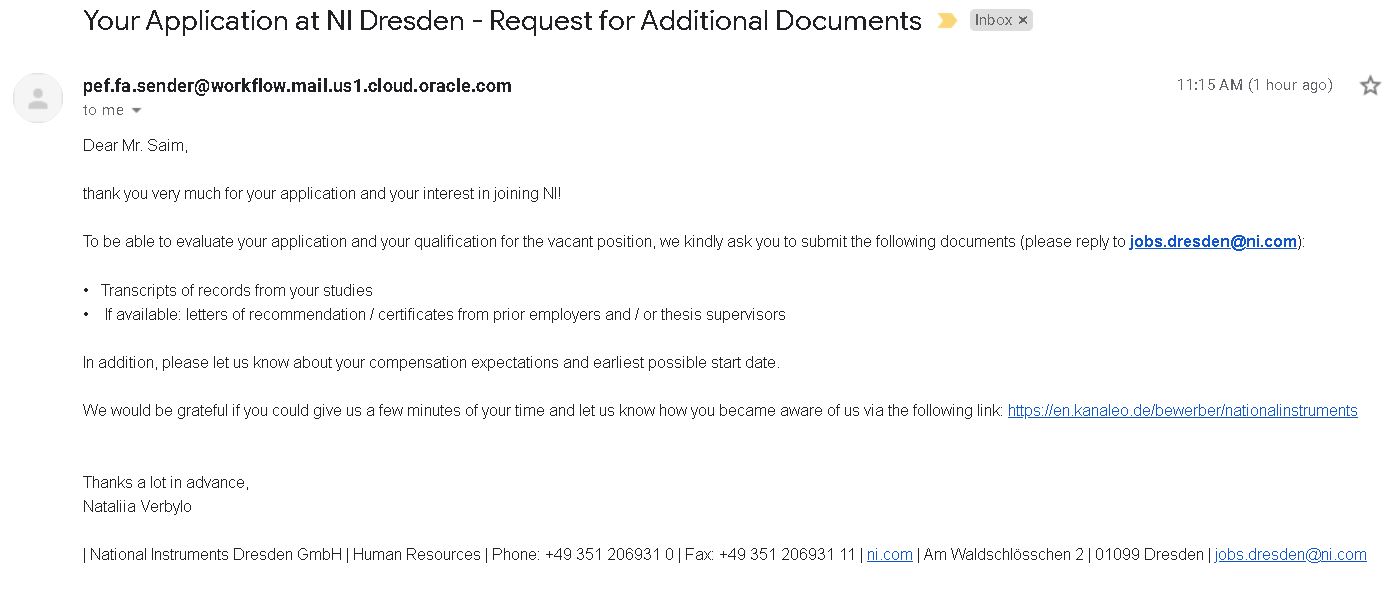 Your Application at NI Dresden - Request for Additional Documents Inbox ×
pef.fa.sender@workflow.mail.us1.cloud.oracle.com 11:15 AM (1 hour ago)
to me
Dear Mr. Saim,
thank you very much for your application and your interest in joining NI!
To be able to evaluate your application and your qualification for the vacant position, we kindly ask you to submit the following documents (please reply to jobs.dresden@ni.com):
• Transcripts of records from your studies
• If available: letters of recommendation / certificates from prior employers and / or thesis supervisors
In addition, please let us know about your compensation expectations and earliest possible start date.
We would be grateful if you could give us a few minutes of your time and let us know how you became aware of us via the following link: https://en.kanaleo.de/bewerber/nationalinstruments
Thanks a lot in advance,
Nataliia Verbylo
| National Instruments Dresden GmbH | Human Resources | Phone: +49 351 206931 0 | Fax: +49 351 206931 11 | ni.com | Am Waldschlösschen 2 | 01099 Dresden | jobs.dresden@ni.com